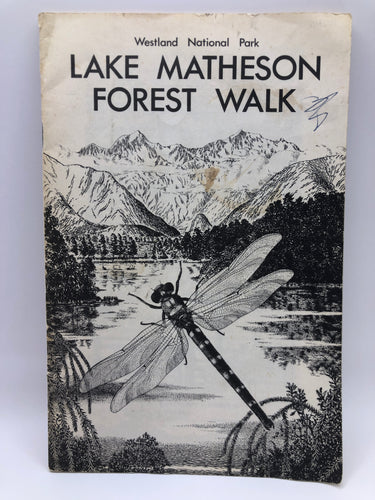 Westland National Park
LAKE MATHESON
FOREST WALK